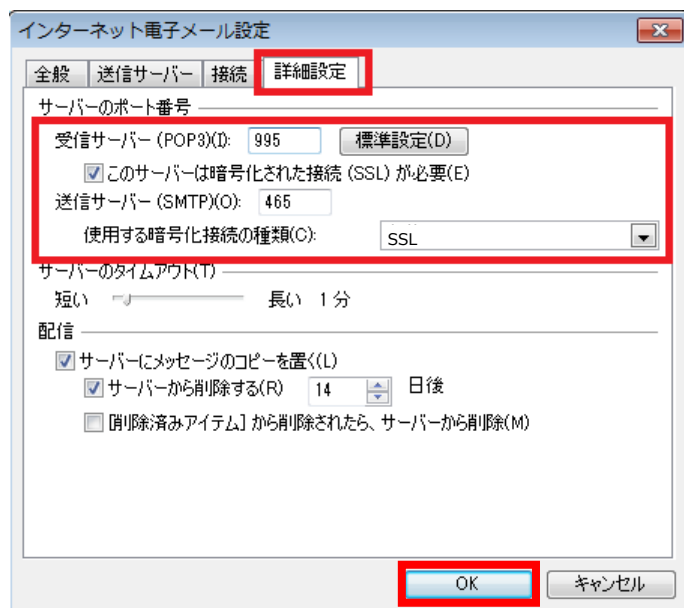 インターネット電子メール設定
全般 送信サーバー 接続 詳細設定
サーバーのポート番号
受信サーバー (POP3)(I): 995 標準設定(D)
このサーバーは暗号化された接続 (SSL) が必要(E)
送信サーバー (SMTP)(O): 465
使用する暗号化接続の種類(C): SSL
サーバーのタイムアウト(T)
短い 長い 1 分
配信
サーバーにメッセージのコピーを置く(L)
サーバーから削除する(R) 14 日後
[削除済みアイテム] から削除されたら、サーバーから削除(M)
OK キャンセル